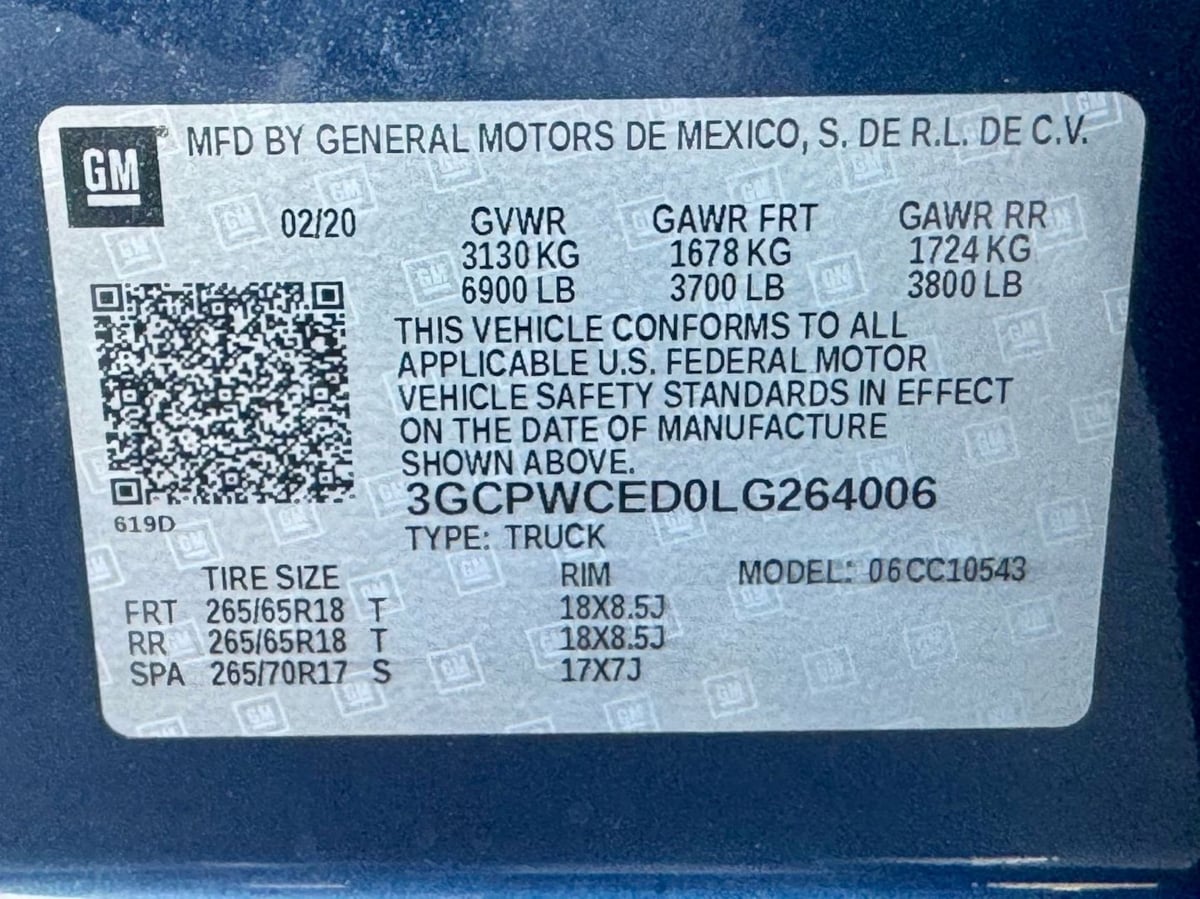 GM
MFD BY GENERAL MOTORS DE MEXICO, S. DE R.L. DE C.V.
02/20 GVWR GAWR FRT GAWR RR
3130 KG 1678 KG 1724 KG
6900 LB 3700 LB 3800 LB
THIS VEHICLE CONFORMS TO ALL
APPLICABLE U.S. FEDERAL MOTOR
VEHICLE SAFETY STANDARDS IN EFFECT
ON THE DATE OF MANUFACTURE
SHOWN ABOVE.
3GCPWCED0LG264006
619D
TYPE: TRUCK
TIRE SIZE RIM MODEL: 06CC10543
FRT 265/65R18 T 18X8.5J
RR 265/65R18 T 18X8.5J
SPA 265/70R17 S 17X7J